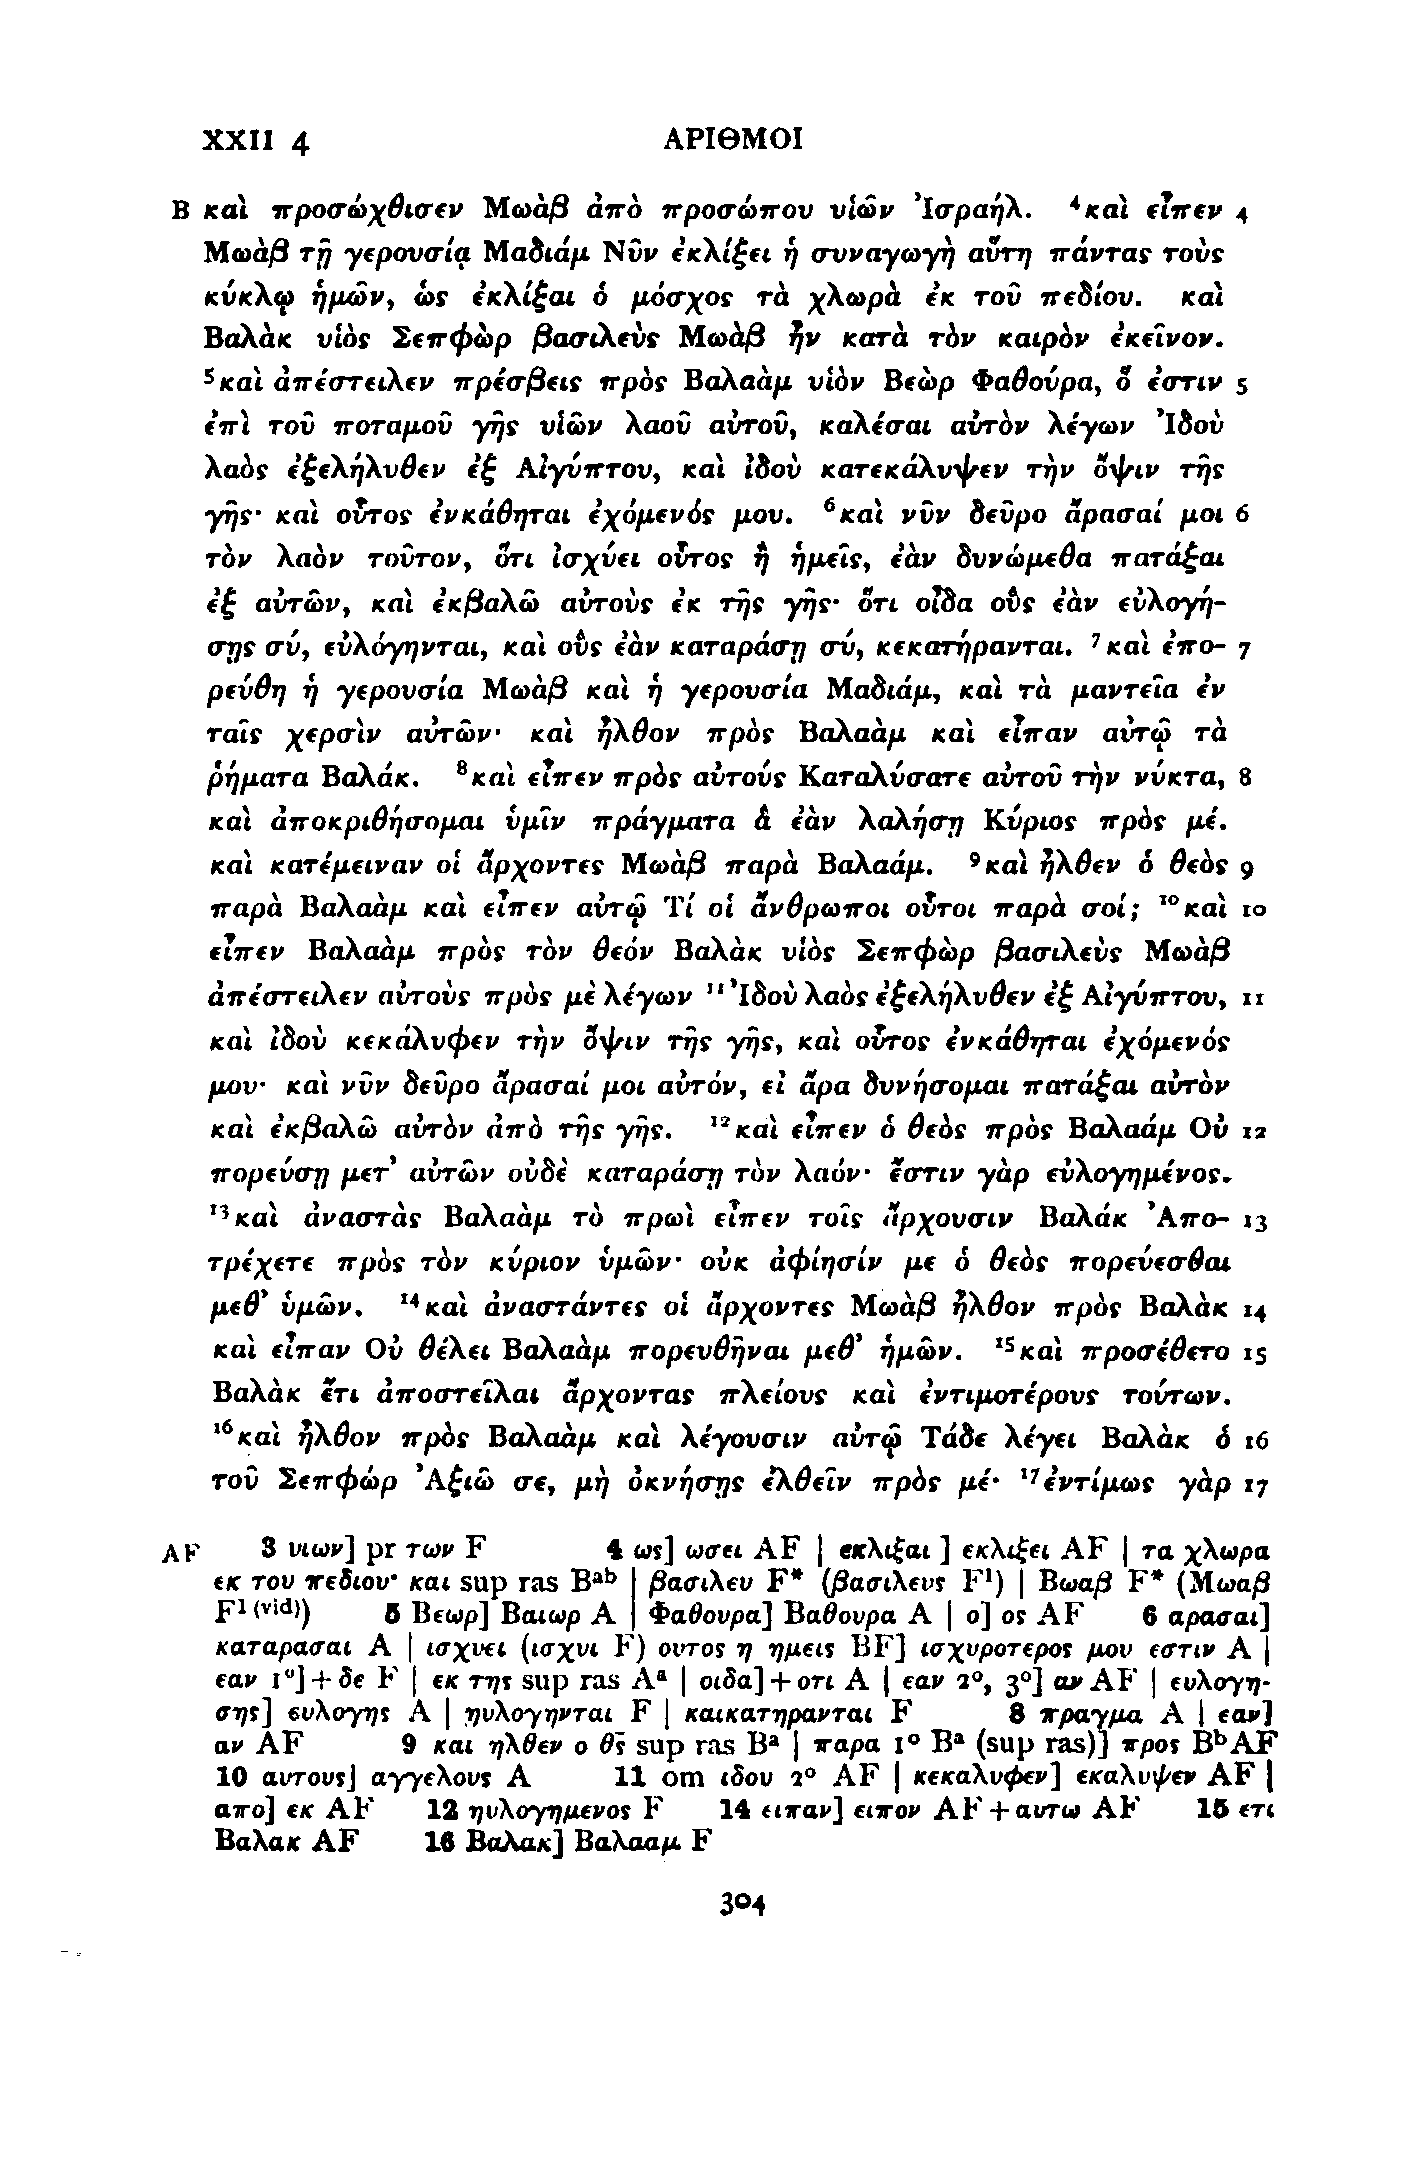 XXII 4 ΑΡΙΘΜΟΙ
B καὶ προσώχθισεν Μωὰβ ἀπὸ προσώπου υἱῶν Ἰσραήλ. ⁴καὶ εἶπεν 4
Μωὰβ τῇ γερουσίᾳ Μαδιάμ Νῦν ἐκλίξει ἡ συναγωγὴ αὕτη πάντας τοὺς
κύκλῳ ἡμῶν, ὡς ἐκλίξαι ὁ μόσχος τὰ χλωρὰ ἐκ τοῦ πεδίου. καὶ
Βαλὰκ υἱὸς Σεπφὼρ βασιλεὺς Μωὰβ ἦν κατὰ τὸν καιρὸν ἐκεῖνον.
⁵καὶ ἀπέστειλεν πρέσβεις πρὸς Βαλαὰμ υἱὸν Βεὼρ Φαθούρα, ὅ ἐστιν 5
ἐπὶ τοῦ ποταμοῦ γῆς υἱῶν λαοῦ αὐτοῦ, καλέσαι αὐτὸν λέγων Ἰδοὺ
λαὸς ἐξελήλυθεν ἐξ Αἰγύπτου, καὶ ἰδοὺ κατεκάλυψεν τὴν ὄψιν τῆς
γῆς· καὶ οὗτος ἐνκάθηται ἐχόμενός μου. ⁶καὶ νῦν δεῦρο ἄρασαί μοι 6
τὸν λαὸν τοῦτον, ὅτι ἰσχύει οὗτος ἢ ἡμεῖς, ἐὰν δυνώμεθα πατάξαι
ἐξ αὐτῶν, καὶ ἐκβαλῶ αὐτοὺς ἐκ τῆς γῆς· ὅτι οἶδα οὓς ἐὰν εὐλογή-
σῃς σύ, εὐλόγηνται, καὶ οὓς ἐὰν καταράσῃ σύ, κεκατήρανται. ⁷καὶ ἐπο- 7
ρεύθη ἡ γερουσία Μωὰβ καὶ ἡ γερουσία Μαδιάμ, καὶ τὰ μαντεῖα ἐν
ταῖς χερσὶν αὐτῶν· καὶ ἦλθον πρὸς Βαλαὰμ καὶ εἶπαν αὐτῷ τὰ
ῥήματα Βαλάκ. ⁸καὶ εἶπεν πρὸς αὐτούς Καταλύσατε αὐτοῦ τὴν νύκτα, 8
καὶ ἀποκριθήσομαι ὑμῖν πράγματα ἃ ἐὰν λαλήσῃ Κύριος πρὸς μέ.
καὶ κατέμειναν οἱ ἄρχοντες Μωὰβ παρὰ Βαλαάμ. ⁹καὶ ἦλθεν ὁ θεὸς 9
παρὰ Βαλαὰμ καὶ εἶπεν αὐτῷ Τί οἱ ἄνθρωποι οὗτοι παρὰ σοί; ¹⁰καὶ 10
εἶπεν Βαλαὰμ πρὸς τὸν θεόν Βαλὰκ υἱὸς Σεπφὼρ βασιλεὺς Μωὰβ
ἀπέστειλεν αὐτοὺς πρὸς μὲ λέγων ¹¹Ἰδοὺ λαὸς ἐξελήλυθεν ἐξ Αἰγύπτου, 11
καὶ ἰδοὺ κεκάλυφεν τὴν ὄψιν τῆς γῆς, καὶ οὗτος ἐνκάθηται ἐχόμενός
μου· καὶ νῦν δεῦρο ἄρασαί μοι αὐτόν, εἰ ἄρα δυνήσομαι πατάξαι αὐτὸν
καὶ ἐκβαλῶ αὐτὸν ἀπὸ τῆς γῆς. ¹²καὶ εἶπεν ὁ θεὸς πρὸς Βαλαάμ Οὐ 12
πορεύσῃ μετ' αὐτῶν οὐδὲ καταράσῃ τὸν λαόν· ἔστιν γὰρ εὐλογημένος.
¹³καὶ ἀναστὰς Βαλαὰμ τὸ πρωὶ εἶπεν τοῖς ἄρχουσιν Βαλάκ Ἀπο- 13
τρέχετε πρὸς τὸν κύριον ὑμῶν· οὐκ ἀφίησίν με ὁ θεὸς πορεύεσθαι
μεθ' ὑμῶν. ¹⁴καὶ ἀναστάντες οἱ ἄρχοντες Μωὰβ ἦλθον πρὸς Βαλὰκ 14
καὶ εἶπαν Οὐ θέλει Βαλαὰμ πορευθῆναι μεθ' ἡμῶν. ¹⁵καὶ προσέθετο 15
Βαλὰκ ἔτι ἀποστεῖλαι ἄρχοντας πλείους καὶ ἐντιμοτέρους τούτων.
¹⁶καὶ ἦλθον πρὸς Βαλαὰμ καὶ λέγουσιν αὐτῷ Τάδε λέγει Βαλὰκ ὁ 16
τοῦ Σεπφώρ Ἀξιῶ σε, μὴ ὀκνήσῃς ἐλθεῖν πρὸς μέ· ¹⁷ἐντίμως γὰρ 17
AF 3 υιων] pr των F 4 ως] ωσει AF | εκλιξαι] εκλιξει AF | τα χλωρα
εκ του πεδιου· και sup ras Bᵃᵇ | βασιλευ F* (βασιλευς F¹) | Βωαβ F* (Μωαβ
F¹⁽ᵛⁱᵈ⁾) 5 Βεωρ] Βαιωρ A | Φαθουρα] Βαθουρα A | ο] ος AF 6 αρασαι]
καταρασαι A | ισχυει (ισχυι F) ουτος η ημεις BF] ισχυροτερος μου εστιν A |
εαν 1º] + δε F | εκ της sup ras Aᵃ | οιδα] + οτι A | εαν 2º, 3º] αν AF | ευλογη-
σης] ευλογης A | ηυλογηνται F | καικατηρανται F 8 πραγμα A | εαν]
αν AF 9 και ηλθεν ο θς̄ sup ras Bᵃ | παρα 1º Bᵃ (sup ras)] προς BᵇAF
10 αυτους] αγγελους A 11 om ιδου 2º AF | κεκαλυφεν] εκαλυψεν AF |
απο] εκ AF 12 ηυλογημενος F 14 ειπαν] ειπον AF + αυτω AF 15 ετι
Βαλακ AF 16 Βαλακ] Βαλααμ F
304